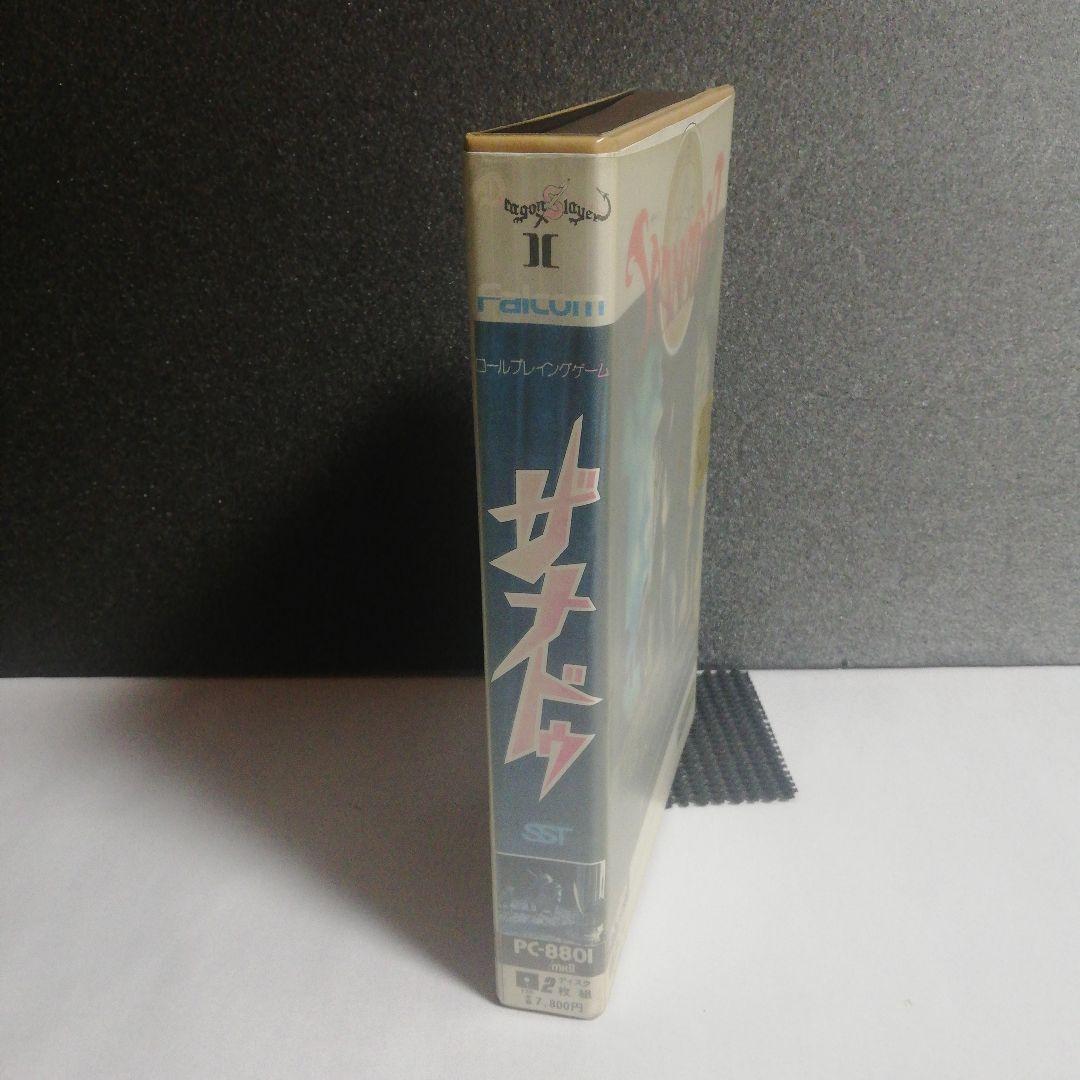 Dragon Slayer
II
Falcom
ロールプレイングゲーム
ザナドゥ
SST
PC-8801
mkII
ディスク
2枚組
7,800円
XANADU